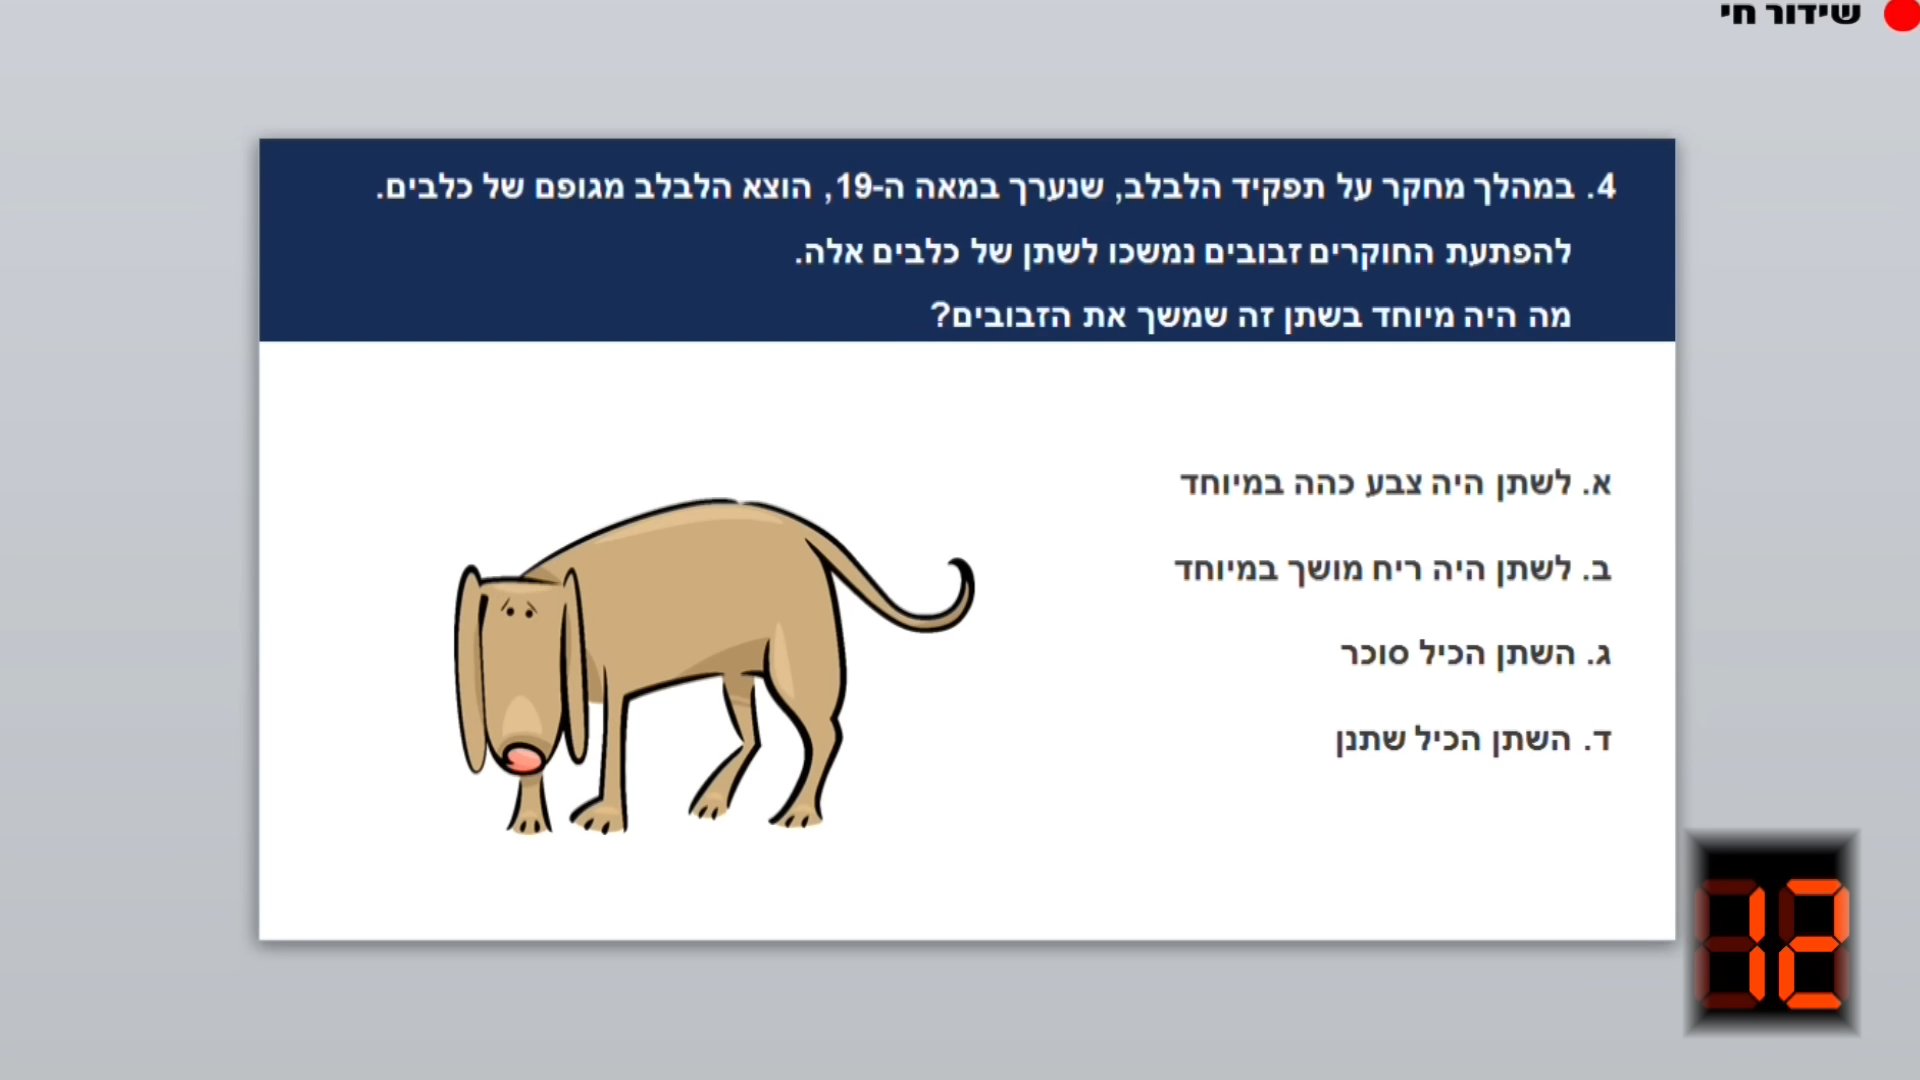 שידור חי
4. במהלך מחקר על תפקיד הלבלב, שנערך במאה ה-19, הוצא הלבלב מגופם של כלבים.
להפתעת החוקרים זבובים נמשכו לשתן של כלבים אלה.
מה היה מיוחד בשתן זה שמשך את הזבובים?
א. לשתן היה צבע כהה במיוחד
ב. לשתן היה ריח מושך במיוחד
ג. השתן הכיל סוכר
ד. השתן הכיל שתנן
12